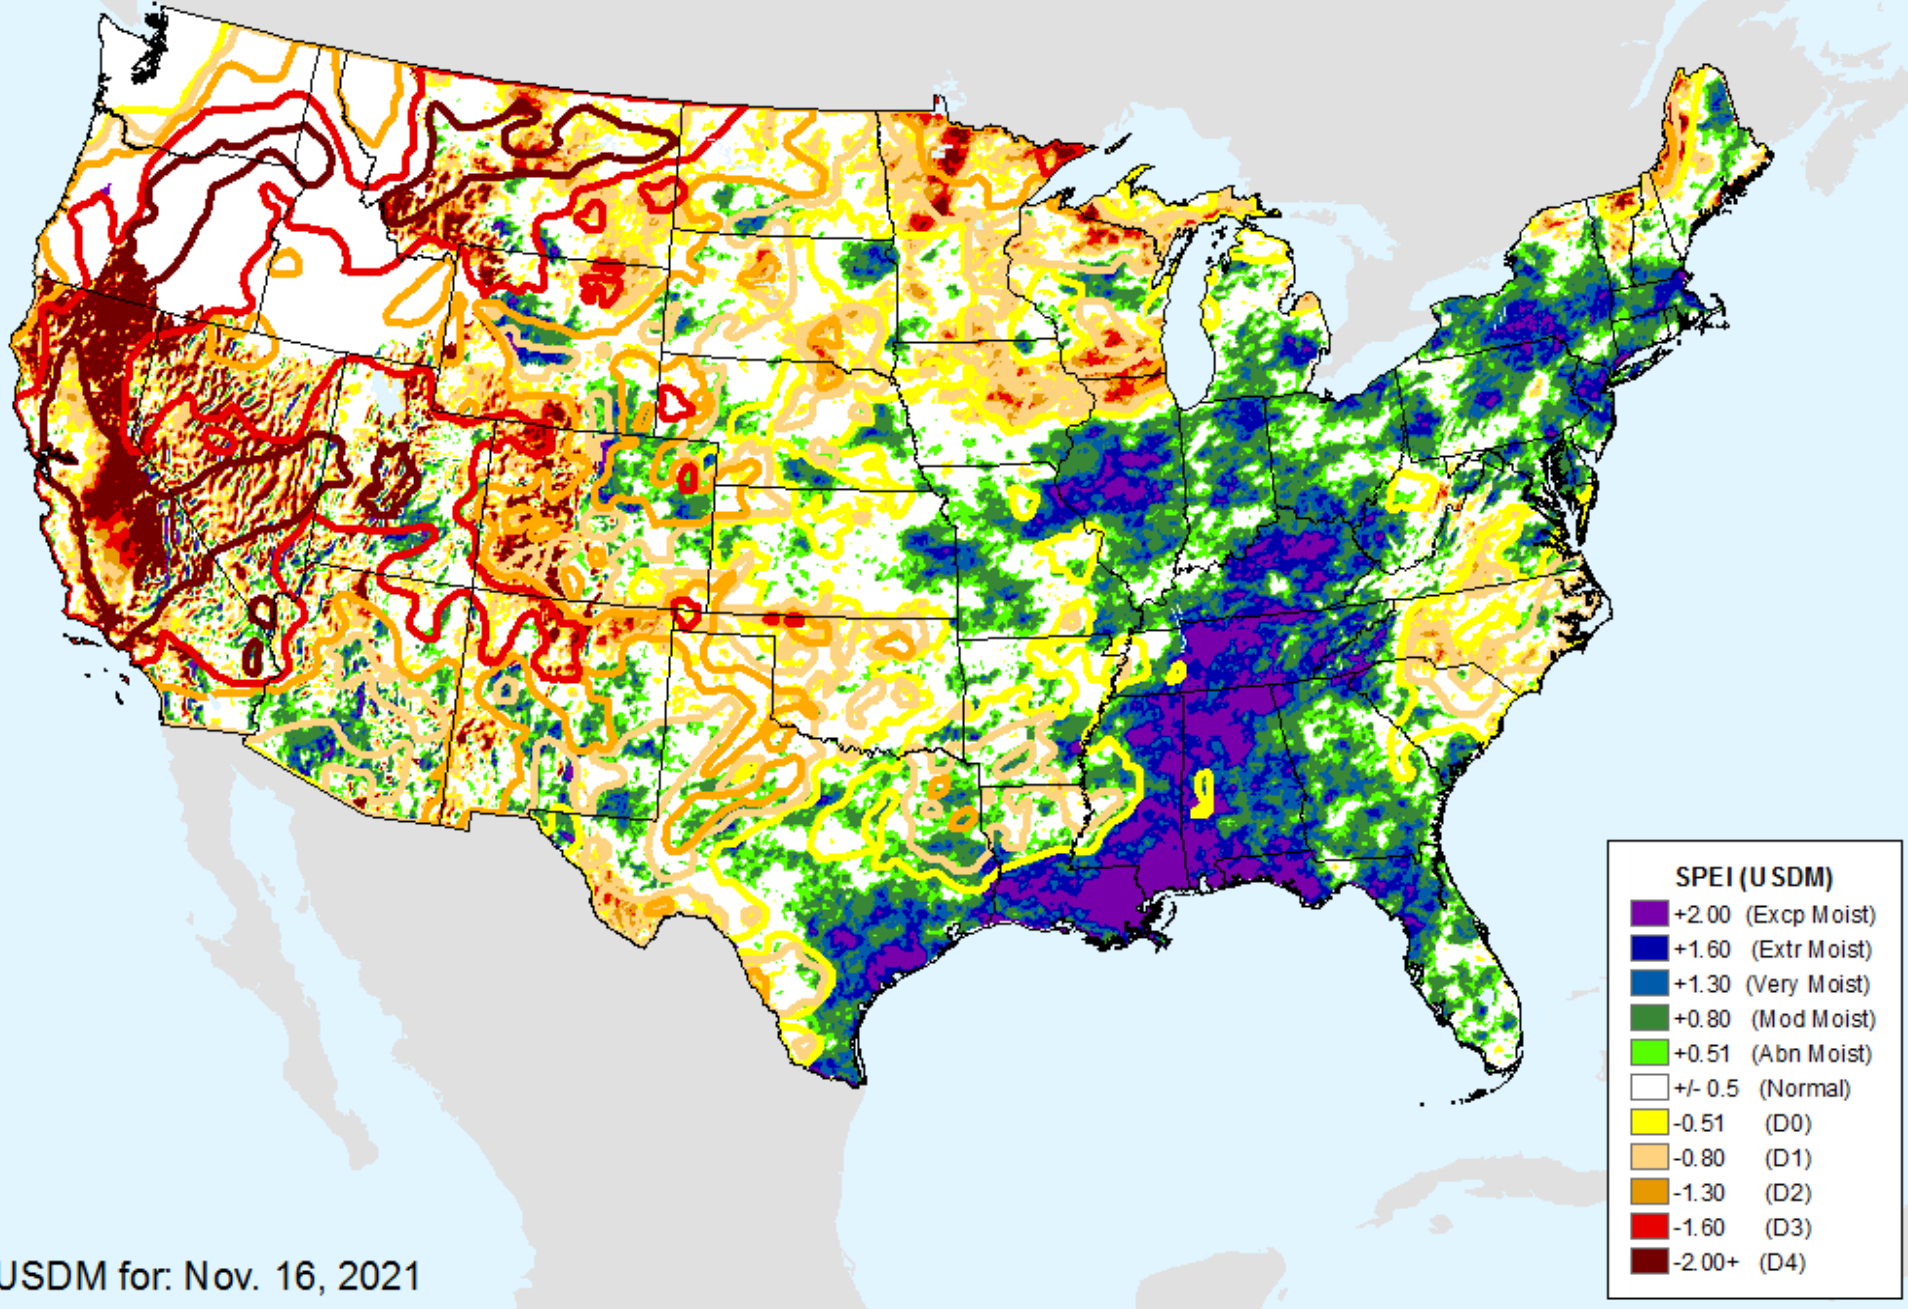 SPEI (USDM)
+2.00 (Excp Moist)
+1.60 (Extr Moist)
+1.30 (Very Moist)
+0.80 (Mod Moist)
+0.51 (Abn Moist)
+/- 0.5 (Normal)
-0.51 (D0)
-0.80 (D1)
-1.30 (D2)
-1.60 (D3)
-2.00+ (D4)
USDM for: Nov. 16, 2021